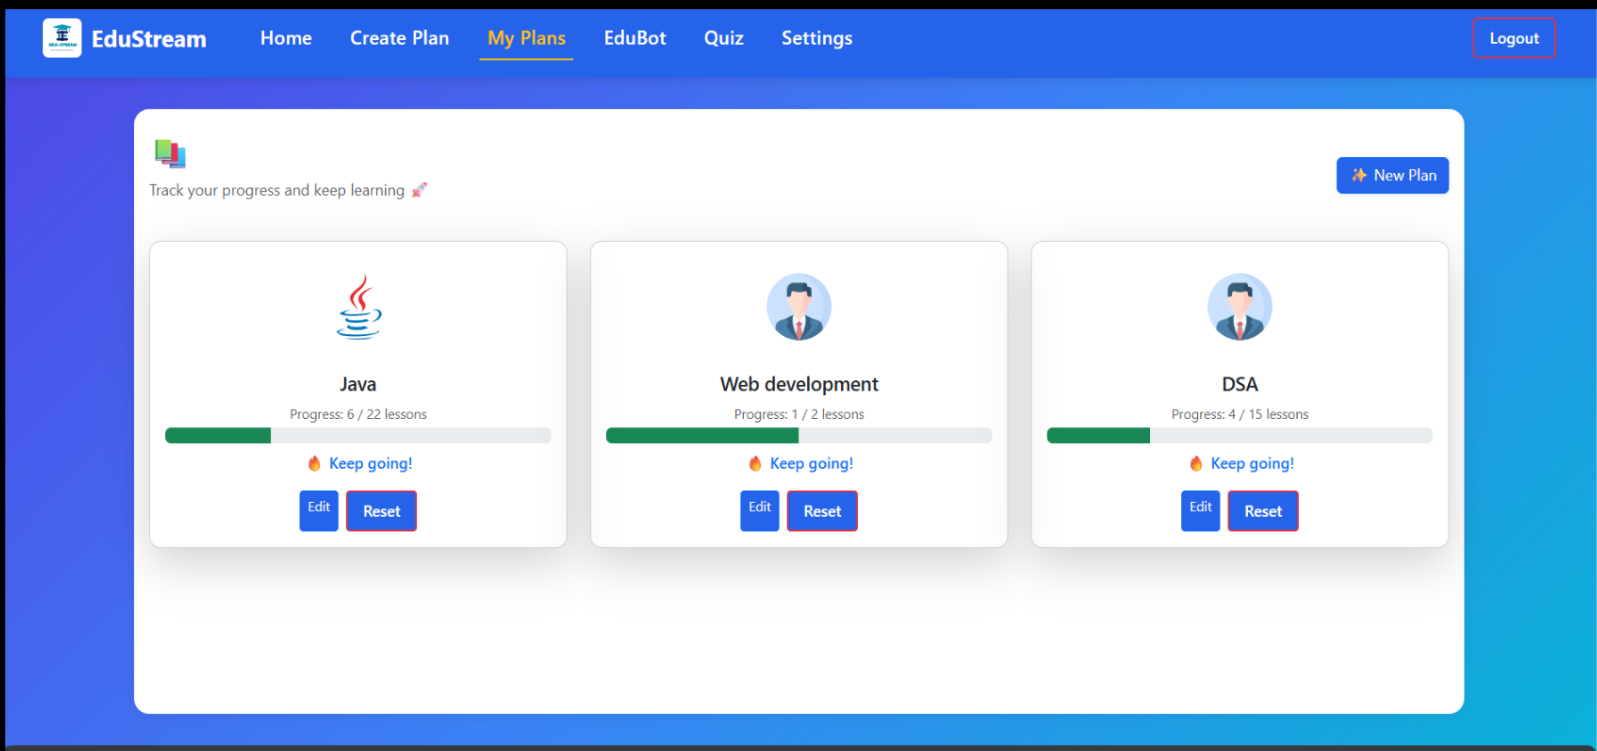 EduStream Home Create Plan My Plans EduBot Quiz Settings Logout
Track your progress and keep learning 🚀
✨ New Plan
Java
Progress: 6 / 22 lessons
🔥 Keep going!
Edit Reset
Web development
Progress: 1 / 2 lessons
🔥 Keep going!
Edit Reset
DSA
Progress: 4 / 15 lessons
🔥 Keep going!
Edit Reset